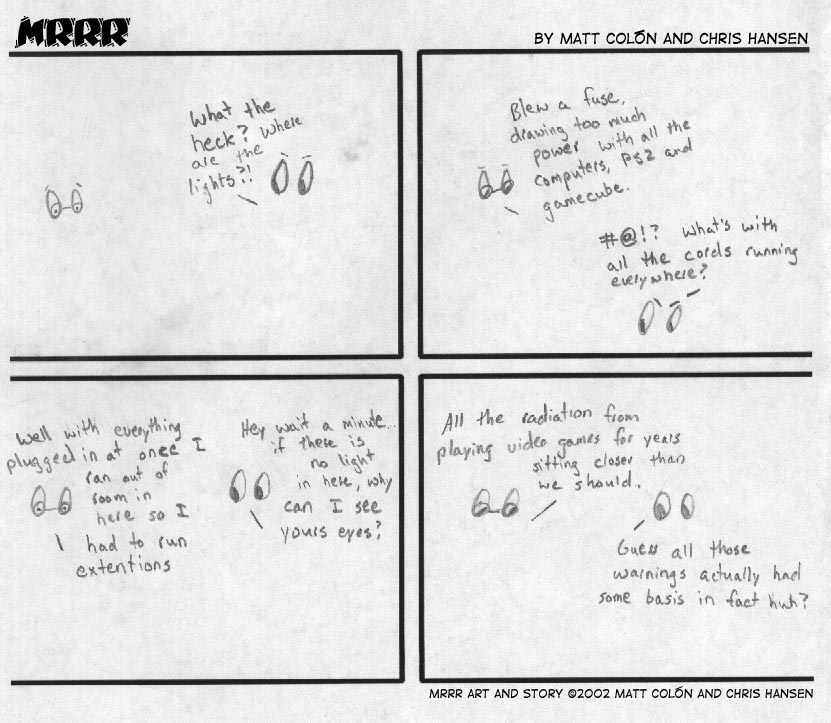 MRRR
BY MATT COLÓN AND CHRIS HANSEN
What the
heck? Where
are the
lights?!
Blew a fuse,
drawing too much
power with all the
computers, PS2 and
gamecube.
#@!? What's with
all the cords running
everywhere?
Well with everything
plugged in at once I
ran out of
room in
here so I
had to run
extentions
Hey wait a minute..
if there is
no light
in here, why
can I see
yours eyes?
All the radiation from
playing video games for years
sitting closer than
we should.
Guess all those
warnings actually had
some basis in fact huh?
MRRR ART AND STORY ©2002 MATT COLÓN AND CHRIS HANSEN